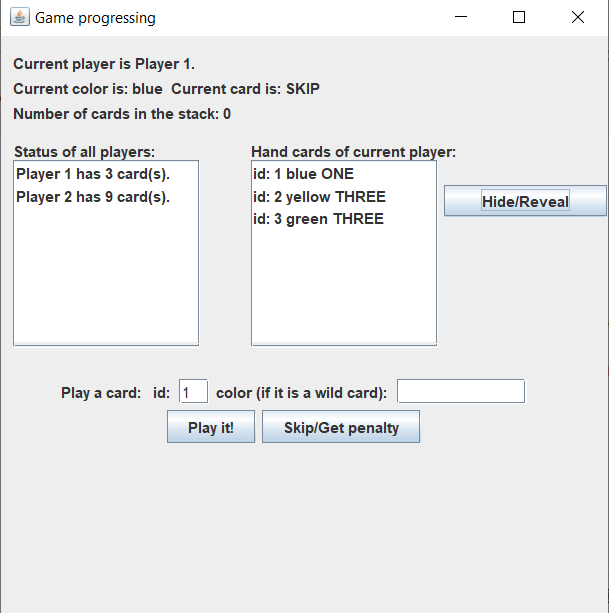 Game progressing
Current player is Player 1.
Current color is: blue  Current card is: SKIP
Number of cards in the stack: 0
Status of all players:
Player 1 has 3 card(s).
Player 2 has 9 card(s).
Hand cards of current player:
id: 1 blue ONE
id: 2 yellow THREE
id: 3 green THREE
Hide/Reveal
Play a card:  id: 1 color (if it is a wild card):
Play it! Skip/Get penalty